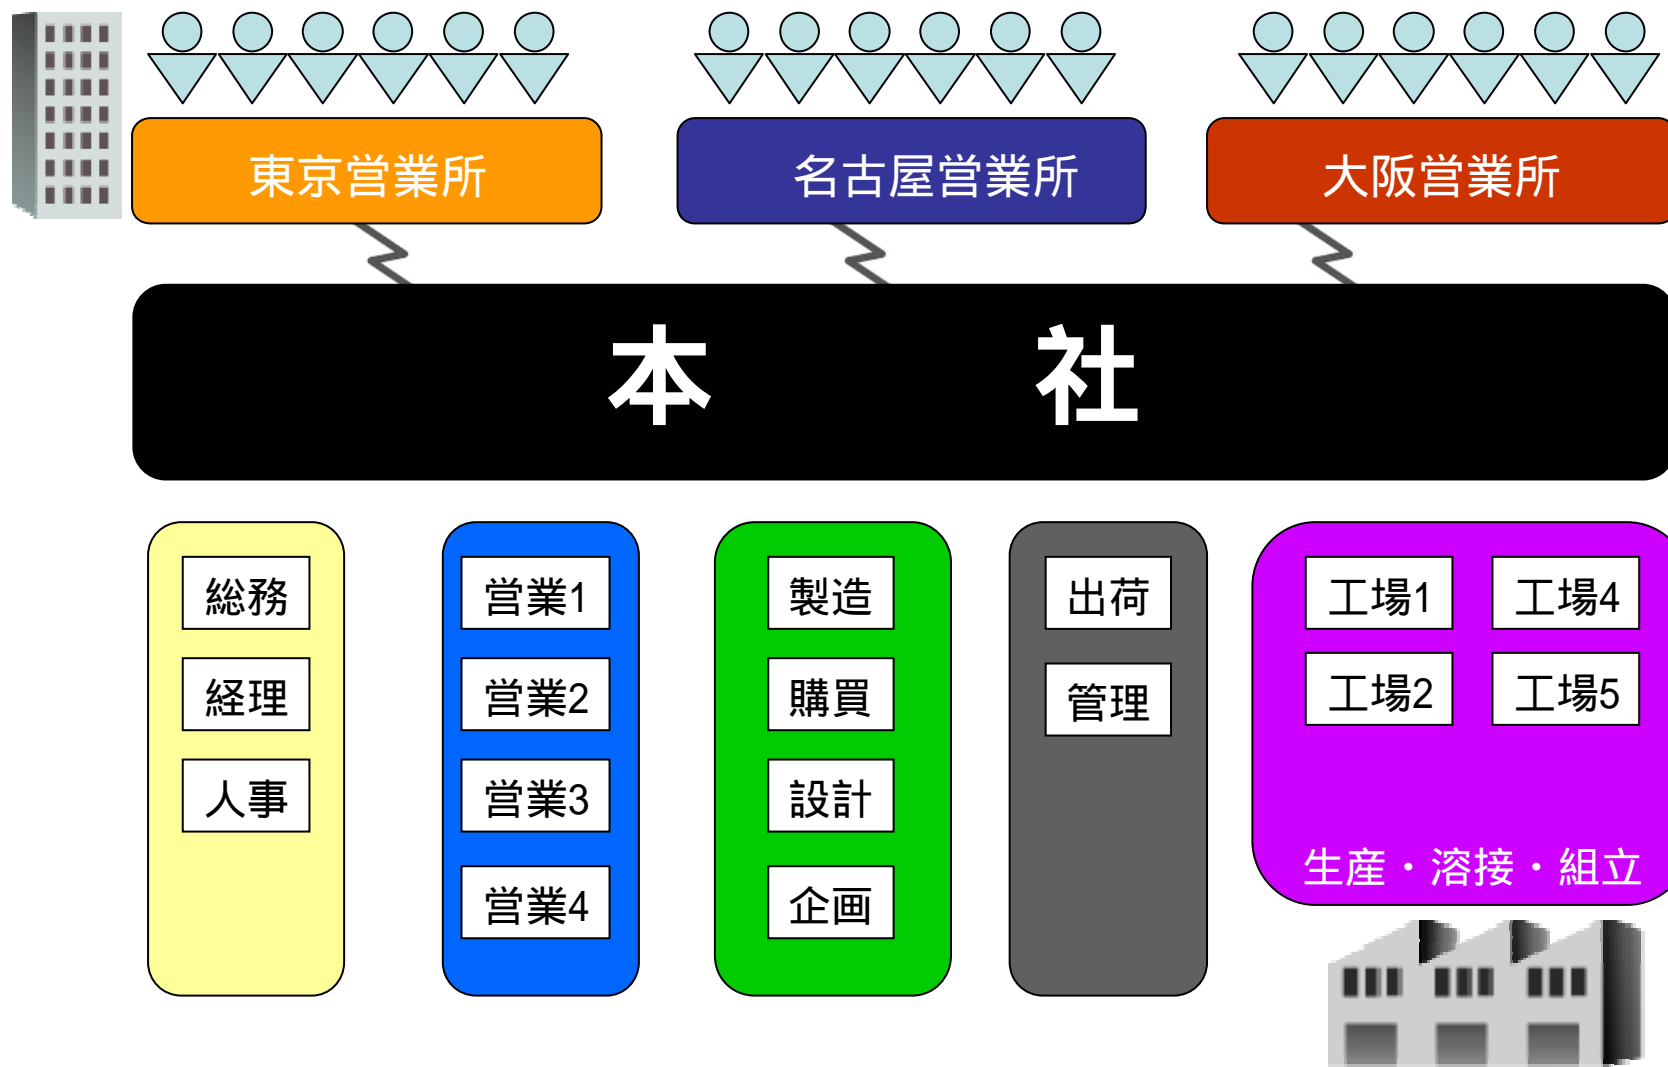 東京営業所
名古屋営業所
大阪営業所
本　社
総務
経理
人事
営業1
営業2
営業3
営業4
製造
購買
設計
企画
出荷
管理
工場1
工場4
工場2
工場5
生産・溶接・組立